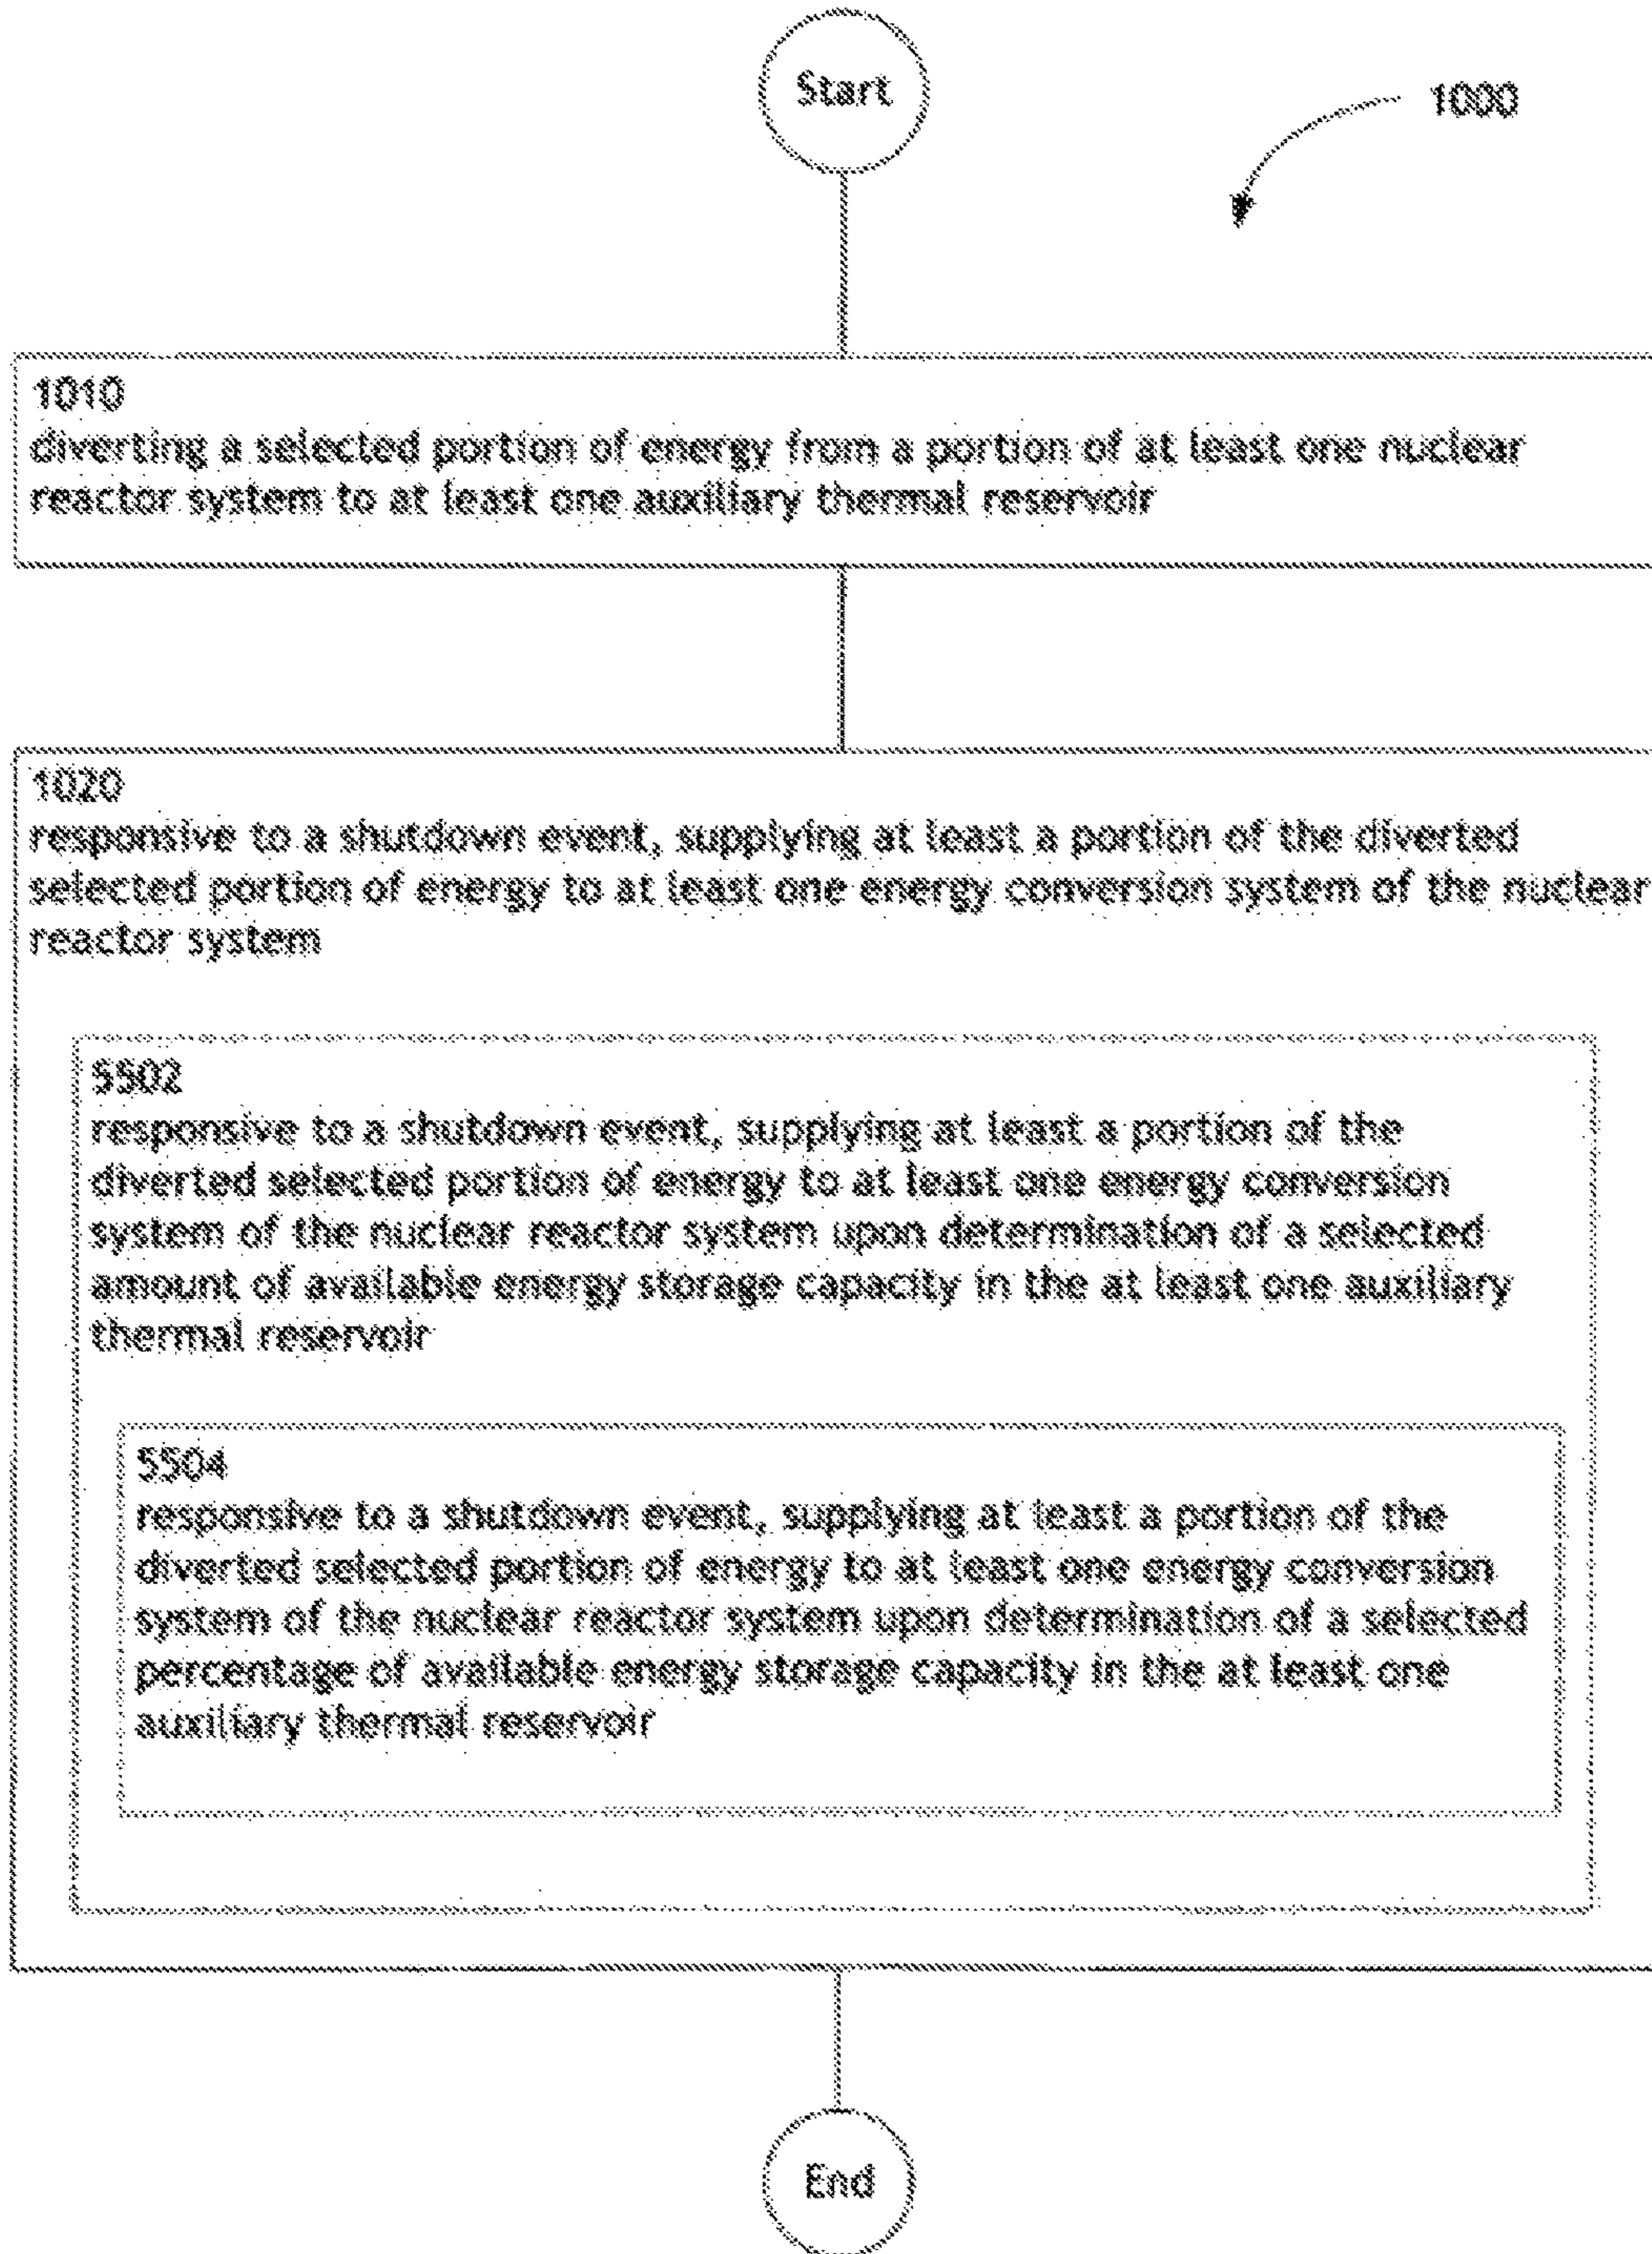 Start
1000
1010
diverting a selected portion of energy from a portion of at least one nuclear
reactor system to at least one auxiliary thermal reservoir
1020
responsive to a shutdown event, supplying at least a portion of the diverted
selected portion of energy to at least one energy conversion system of the nuclear
reactor system
5502
responsive to a shutdown event, supplying at least a portion of the
diverted selected portion of energy to at least one energy conversion
system of the nuclear reactor system upon determination of a selected
amount of available energy storage capacity in the at least one auxiliary
thermal reservoir
5504
responsive to a shutdown event, supplying at least a portion of the
diverted selected portion of energy to at least one energy conversion
system of the nuclear reactor system upon determination of a selected
percentage of available energy storage capacity in the at least one
auxiliary thermal reservoir
End